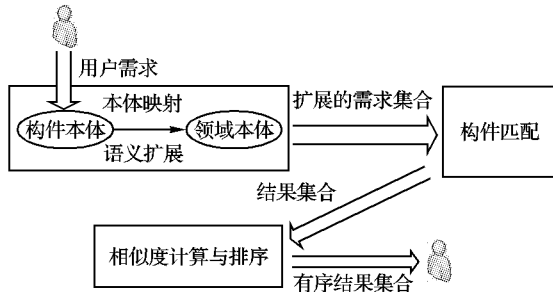 用户需求
本体映射
构件本体
领域本体
语义扩展
扩展的需求集合
构件匹配
结果集合
相似度计算与排序
有序结果集合